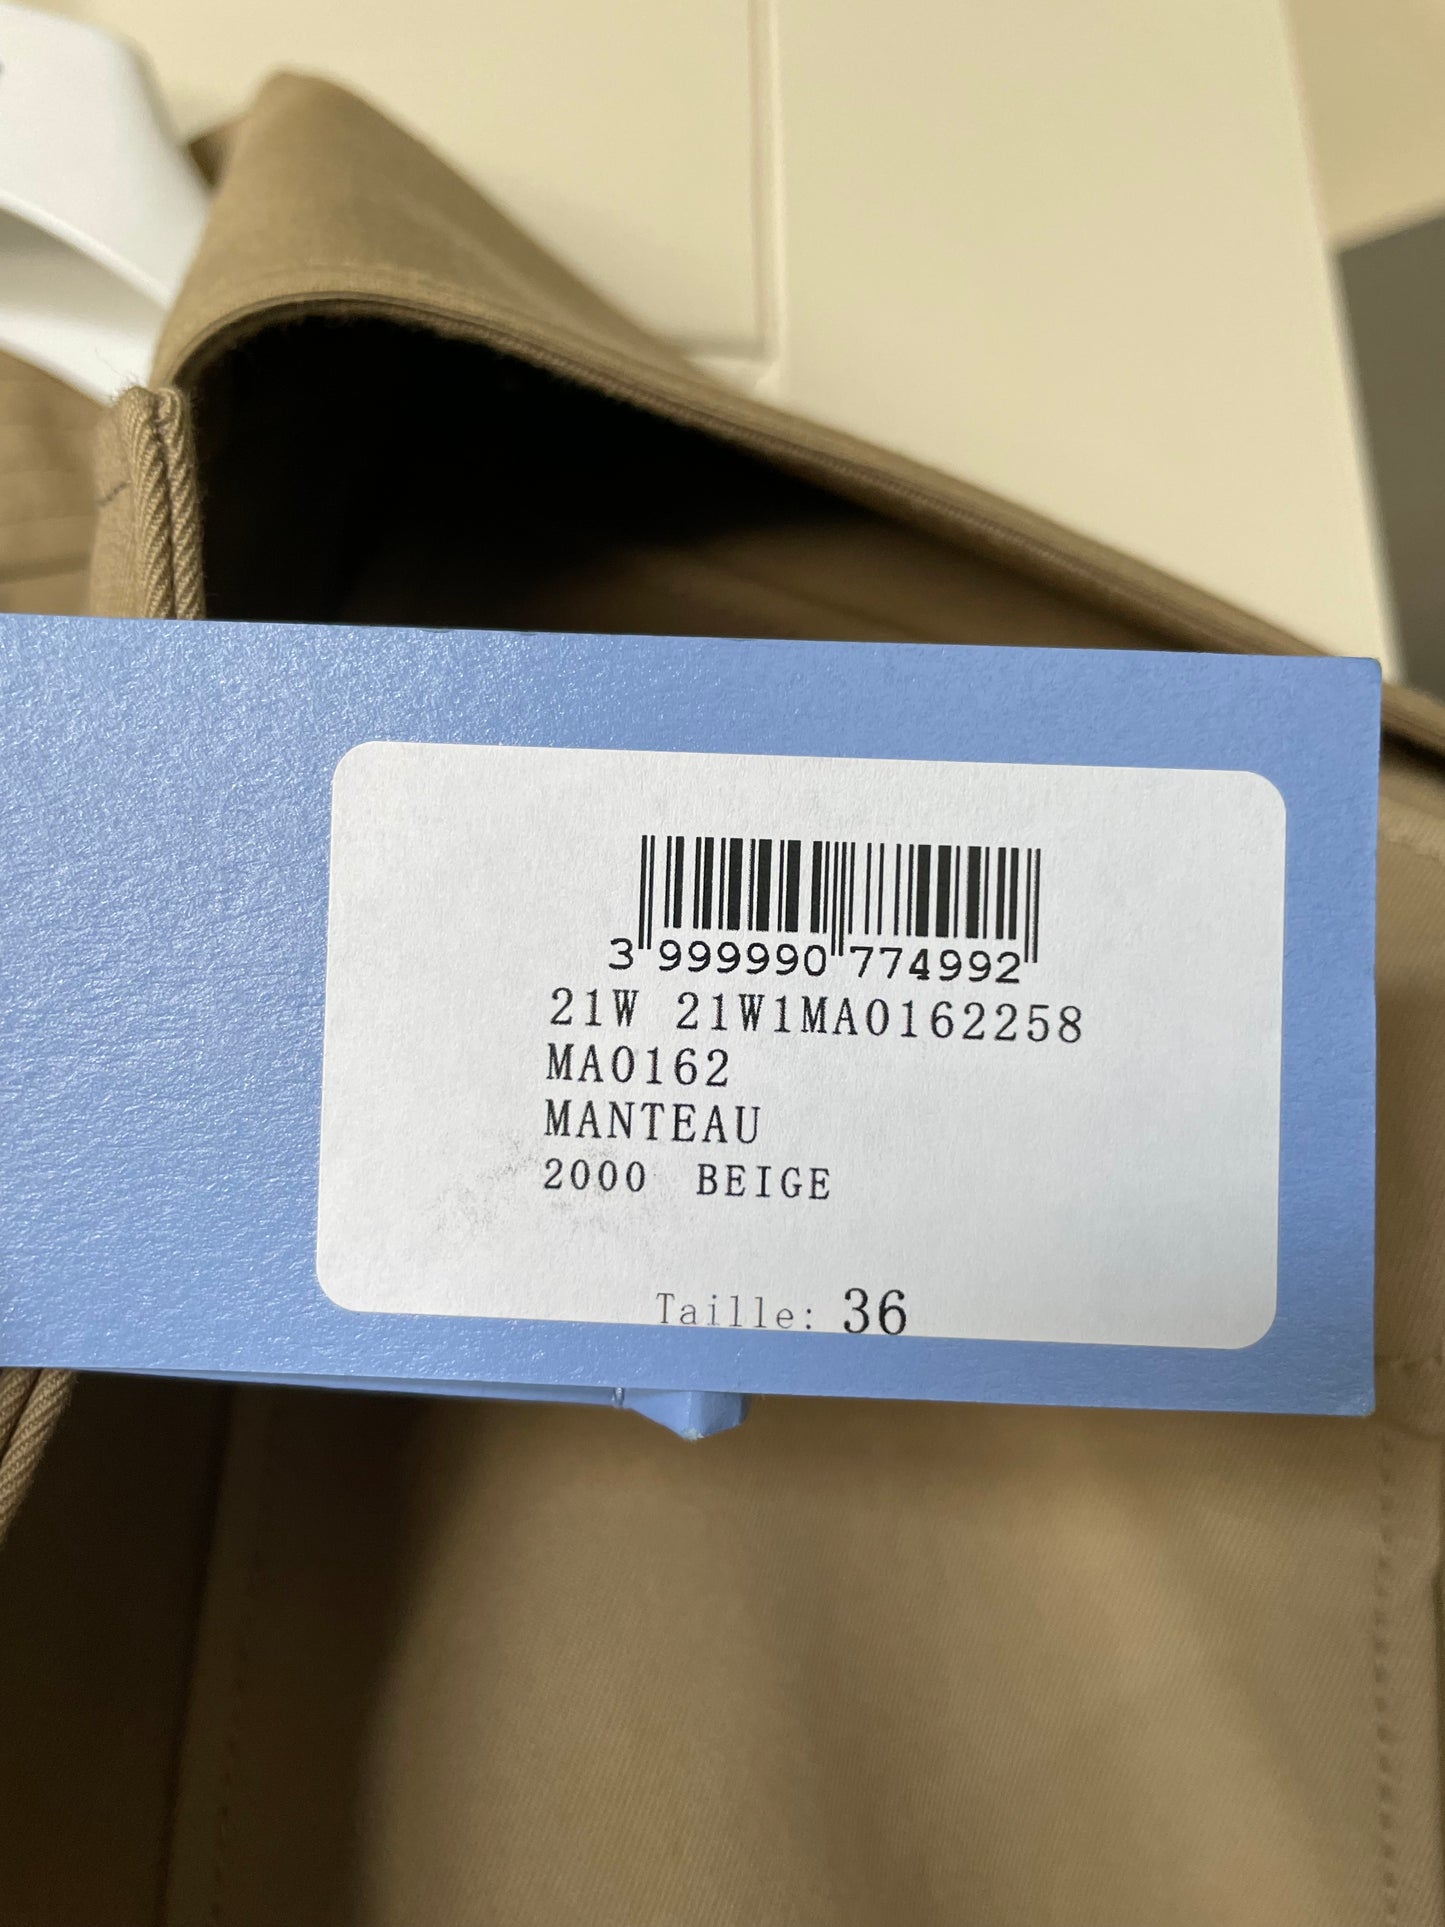 3 999990 774992
21W 21W1MA0162258
MA0162
MANTEAU
2000 BEIGE
Taille: 36